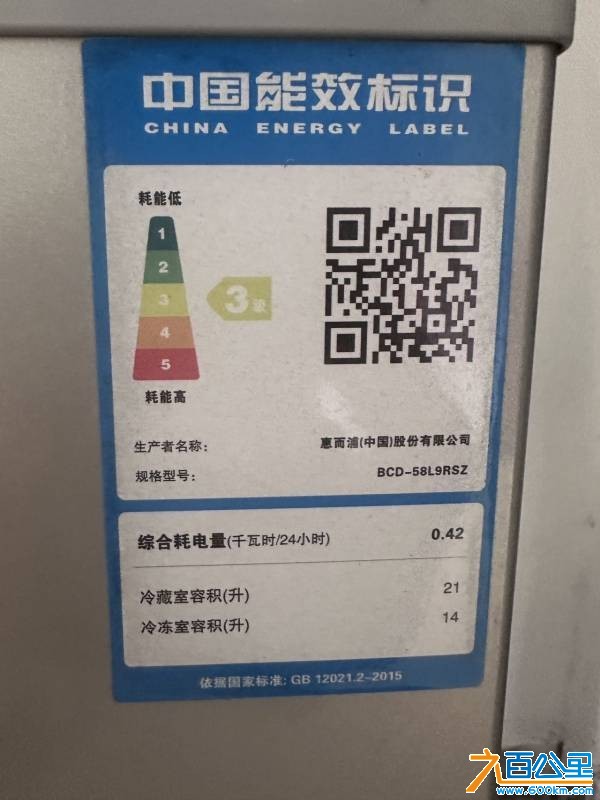 中国能效标识
CHINA ENERGY LABEL
耗能低
1
2
3
4
5
3级
耗能高
生产者名称: 惠而浦(中国)股份有限公司
规格型号: BCD-58L9RSZ
综合耗电量(千瓦时/24小时) 0.42
冷藏室容积(升) 21
冷冻室容积(升) 14
依据国家标准: GB 12021.2-2015
九百公里
www.600km.com